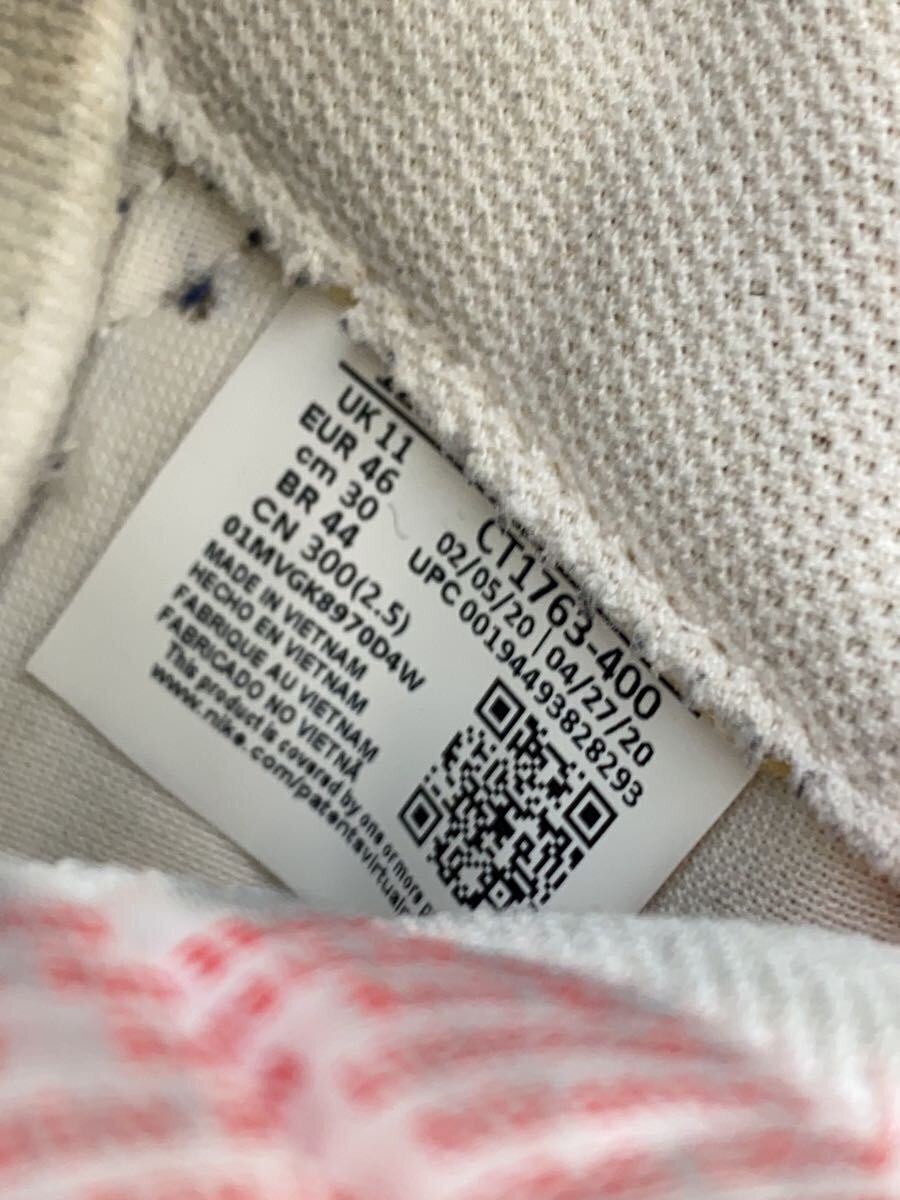 UK 11
EUR 46
cm 30
BR 44
CN 300(2.5)
01MVGK8970D4W
MADE IN VIETNAM
HECHO EN VIETNAM
FABRIQUE AU VIETNAM
FABRICADO NO VIETNÃ
This product is covered by one or more
www.nike.com/patentsvirtual
CT1763-400
02/05/20 | 04/27/20
UPC 00194493828293